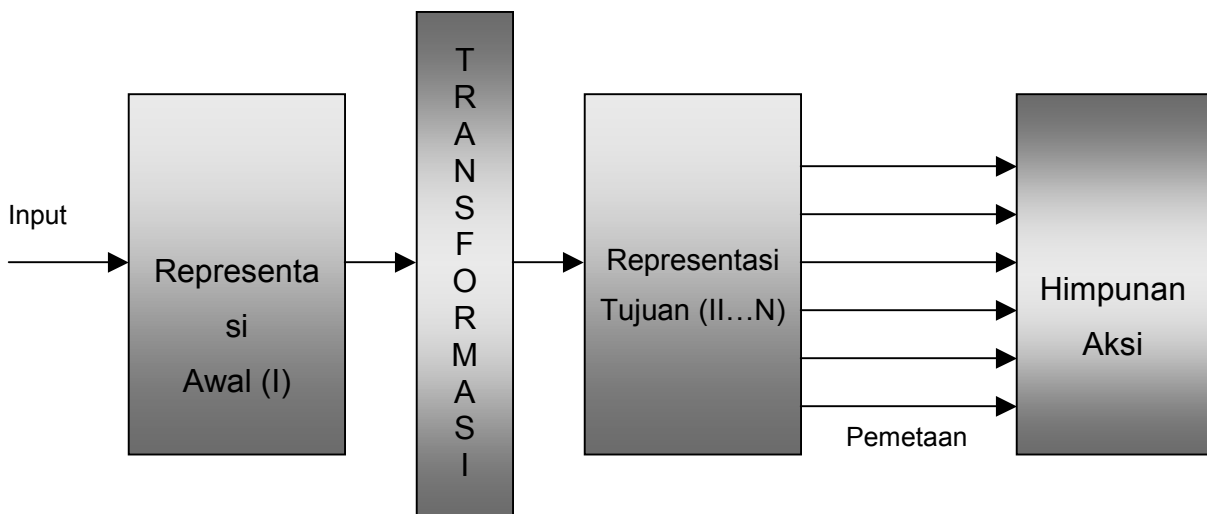 Input
Representa
si
Awal (I)
T
R
A
N
S
F
O
R
M
A
S
I
Representasi
Tujuan (II…N)
Pemetaan
Himpunan
Aksi